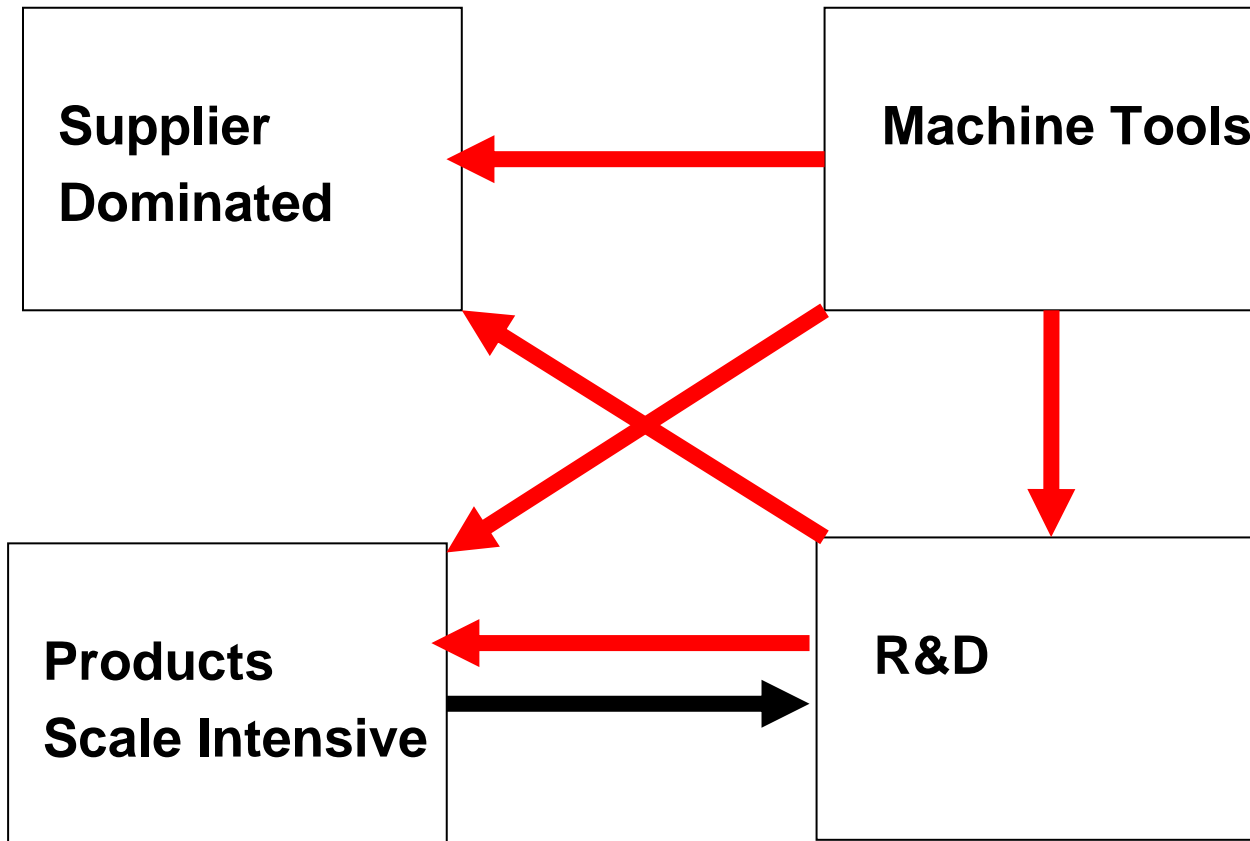 Supplier
Dominated
Machine Tools
Products
Scale Intensive
R&D